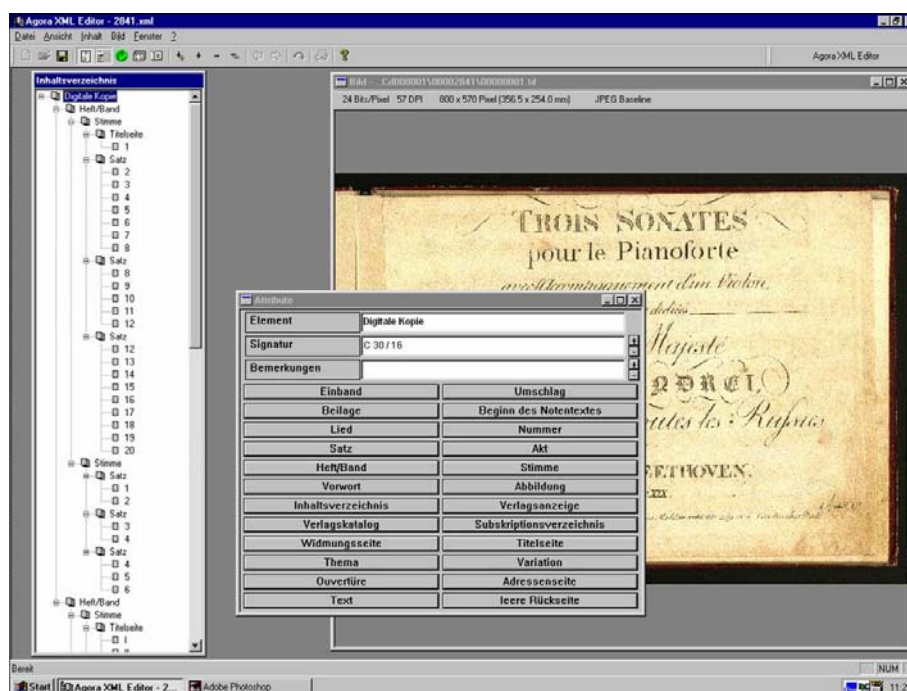 Agora XML Editor - 2841.xml
Datei Ansicht Inhalt Bild Fenster ?
Agora XML Editor
Inhaltsverzeichnis
Digitale Kopie
Heft/Band
Stimme
Titelseite
1
Satz
2
3
4
5
6
7
8
Satz
8
9
10
11
12
Satz
12
13
14
15
16
17
18
19
20
Stimme
Satz
1
2
Satz
3
4
Satz
4
5
6
Heft/Band
Stimme
Titelseite
1
24 Bits/Pixel 57 DPI 800 x 570 Pixel (356.5 x 254.0 mm) JPEG Baseline
TROIS SONATES
pour le Pianoforte
Violon.
Majesté
toutes les Russies
Attribute
Element Digitale Kopie
Signatur C 30 / 16
Bemerkungen
Einband Umschlag
Beilage Beginn des Notentextes
Lied Nummer
Satz Akt
Heft/Band Stimme
Vorwort Abbildung
Inhaltsverzeichnis Verlagsanzeige
Verlagskatalog Subskriptionsverzeichnis
Widmungsseite Titelseite
Thema Variation
Ouvertüre Adressenseite
Text leere Rückseite
Bereit NUM
Start Agora XML Editor - 2... Adobe Photoshop